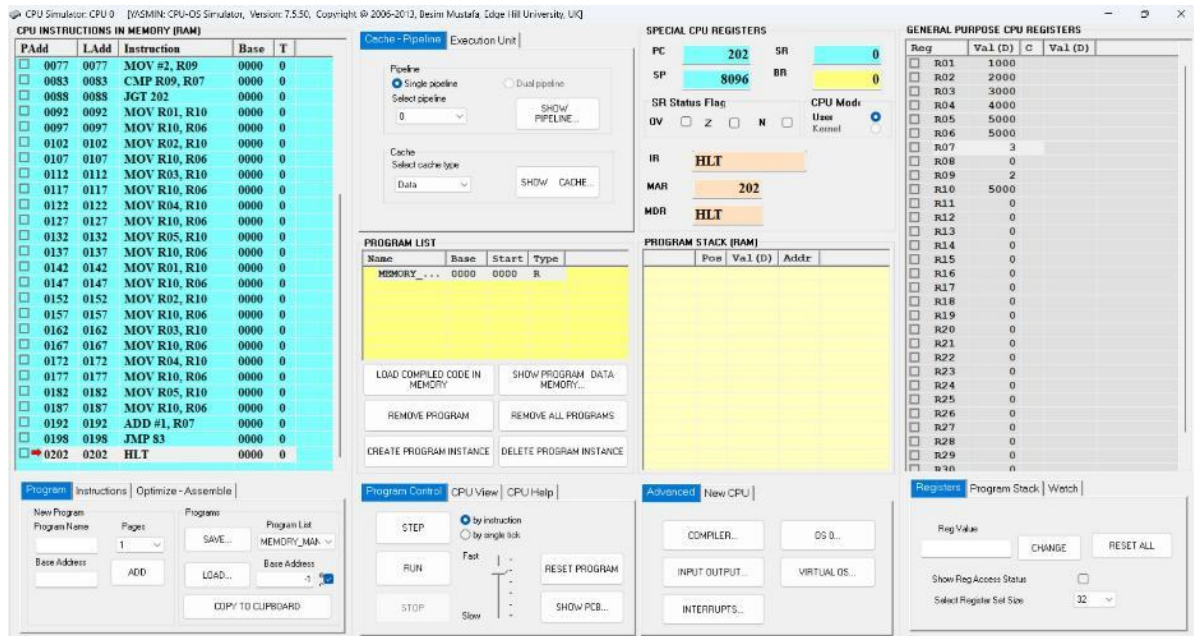 CPU Simulator: CPU 0 [YASMIN: CPU-OS Simulator, Version: 7.5.50, Copyright © 2006-2013, Besim Mustafa, Edge Hill University, UK]
CPU INSTRUCTIONS IN MEMORY (RAM)
PAdd LAdd Instruction Base T
0077 0077 MOV #2, R09 0000 0
0083 0083 CMP R09, R07 0000 0
0088 0088 JGT 202 0000 0
0092 0092 MOV R01, R10 0000 0
0097 0097 MOV R10, R06 0000 0
0102 0102 MOV R02, R10 0000 0
0107 0107 MOV R10, R06 0000 0
0112 0112 MOV R03, R10 0000 0
0117 0117 MOV R10, R06 0000 0
0122 0122 MOV R04, R10 0000 0
0127 0127 MOV R10, R06 0000 0
0132 0132 MOV R05, R10 0000 0
0137 0137 MOV R10, R06 0000 0
0142 0142 MOV R01, R10 0000 0
0147 0147 MOV R10, R06 0000 0
0152 0152 MOV R02, R10 0000 0
0157 0157 MOV R10, R06 0000 0
0162 0162 MOV R03, R10 0000 0
0167 0167 MOV R10, R06 0000 0
0172 0172 MOV R04, R10 0000 0
0177 0177 MOV R10, R06 0000 0
0182 0182 MOV R05, R10 0000 0
0187 0187 MOV R10, R06 0000 0
0192 0192 ADD #1, R07 0000 0
0198 0198 JMP 83 0000 0
0202 0202 HLT 0000 0
Program Instructions Optimize - Assemble
New Program
Program Name Pages
1
Base Address
ADD
Programs
SAVE...
Program List
MEMORY_MAN
LOAD...
Base Address
-1
COPY TO CLIPBOARD
Cache - Pipeline Execution Unit
Pipeline
Single pipeline Dual pipeline
Select pipeline
0
SHOW
PIPELINE...
Cache
Select cache type
Data
SHOW CACHE...
PROGRAM LIST
Name Base Start Type
MEMORY_... 0000 0000 R
LOAD COMPILED CODE IN
MEMORY
SHOW PROGRAM DATA
MEMORY...
REMOVE PROGRAM
REMOVE ALL PROGRAMS
CREATE PROGRAM INSTANCE
DELETE PROGRAM INSTANCE
Program Control CPU View CPU Help
STEP
by instruction
by single tick
RUN
Fast
RESET PROGRAM
STOP
Slow
SHOW PCB...
SPECIAL CPU REGISTERS
PC 202 SR 0
SP 8096 BR 0
SR Status Flag
OV Z N
CPU Mode
User
Kernel
IR HLT
MAR 202
MDR HLT
PROGRAM STACK (RAM)
Pos Val (D) Addr
Advanced New CPU
COMPILER...
OS 0...
INPUT OUTPUT...
VIRTUAL OS...
INTERRUPTS...
GENERAL PURPOSE CPU REGISTERS
Reg Val (D) C Val (D)
R01 1000
R02 2000
R03 3000
R04 4000
R05 5000
R06 5000
R07 3
R08 0
R09 2
R10 5000
R11 0
R12 0
R13 0
R14 0
R15 0
R16 0
R17 0
R18 0
R19 0
R20 0
R21 0
R22 0
R23 0
R24 0
R25 0
R26 0
R27 0
R28 0
R29 0
R30 0
Registers Program Stack Watch
Reg Value
CHANGE
RESET ALL
Show Reg Access Status
Select Register Set Size
32